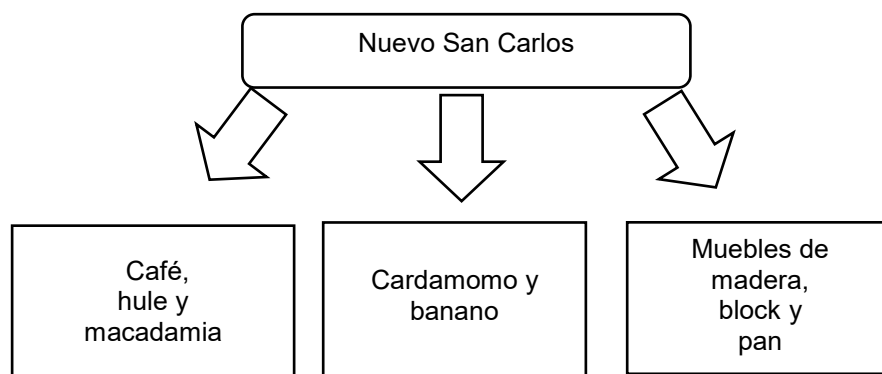 Nuevo San Carlos
Café,
hule y
macadamia
Cardamomo y
banano
Muebles de
madera,
block y
pan